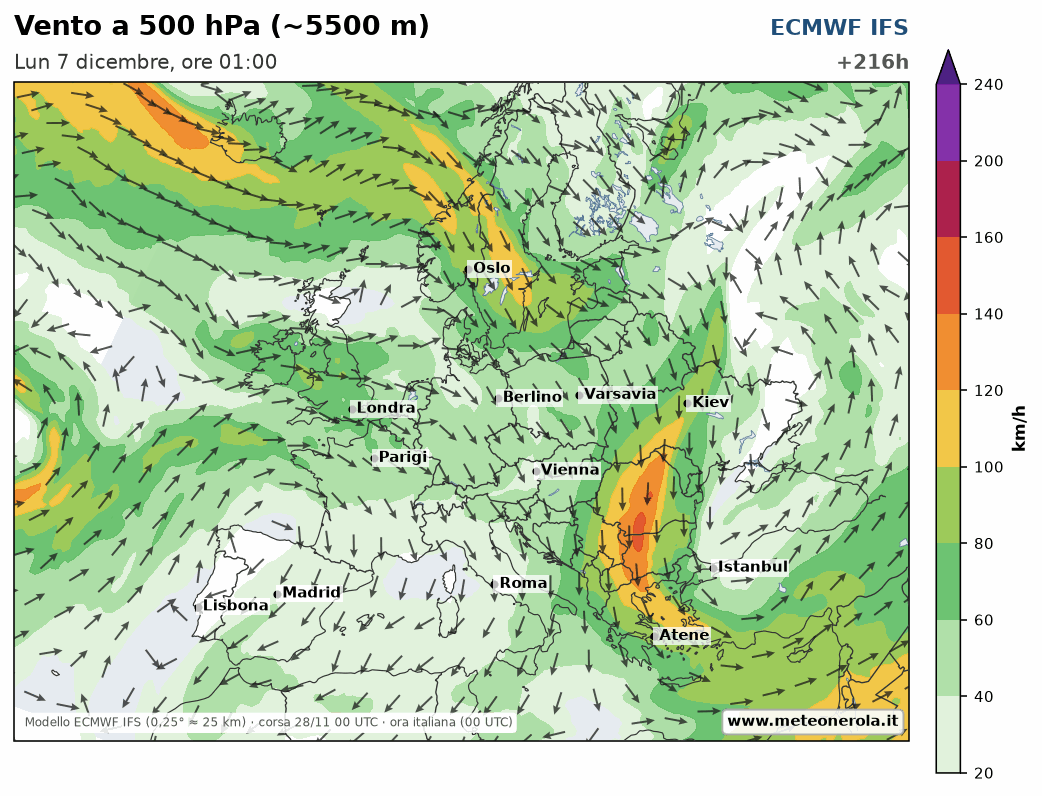 Vento a 500 hPa (~5500 m)
ECMWF IFS
Lun 7 dicembre, ore 01:00
+216h
240
200
160
140
120
100
80
60
40
20
km/h
Oslo
Berlino
Varsavia
Kiev
Londra
Parigi
Vienna
Istanbul
Roma
Madrid
Lisbona
Atene
Modello ECMWF IFS (0,25° ≈ 25 km) · corsa 28/11 00 UTC · ora italiana (00 UTC)
www.meteonerola.it